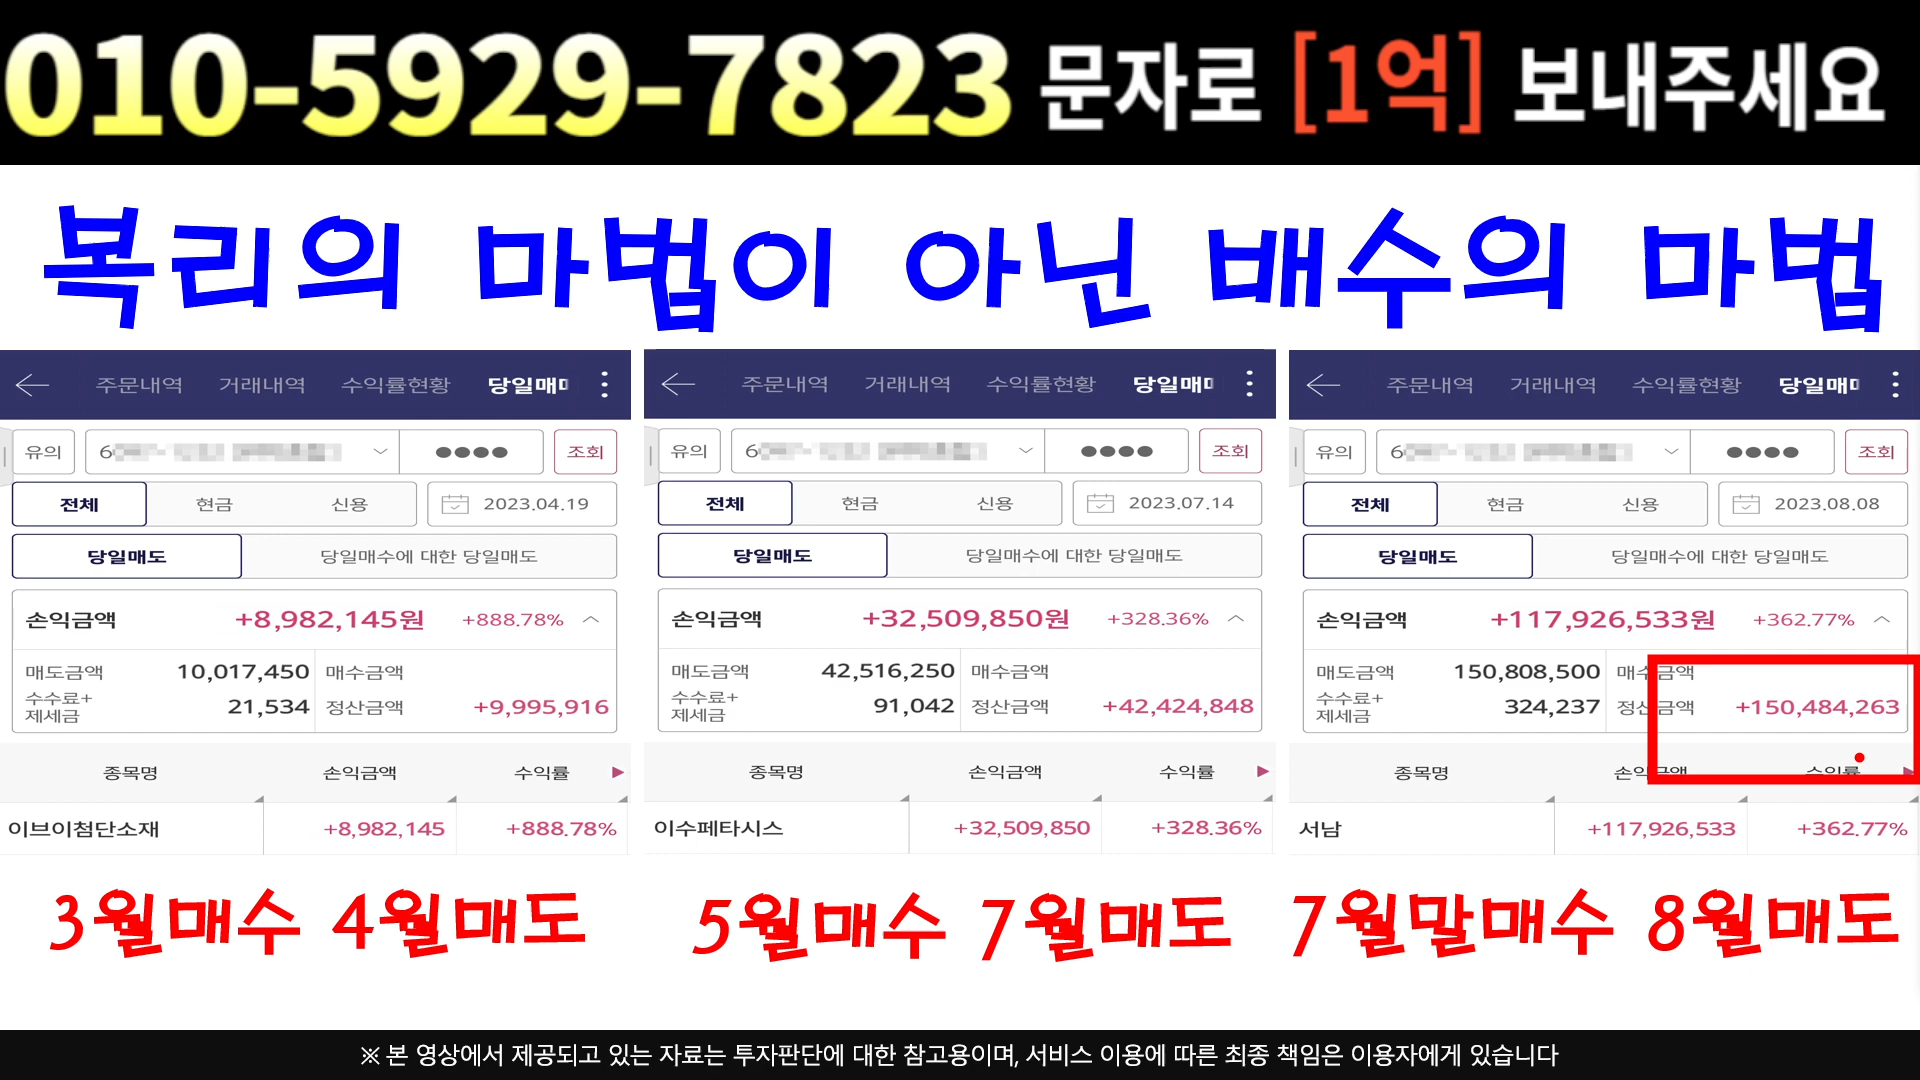 010-5929-7823 문자로 [1억] 보내주세요
복리의 마법이 아닌 배수의 마법
주문내역 거래내역 수익률현황 당일매
유의 6 ●●●● 조회
전체 현금 신용 2023.04.19
당일매도 당일매수에 대한 당일매도
손익금액 +8,982,145원 +888.78%
매도금액 10,017,450 매수금액
수수료+
제세금 21,534 정산금액 +9,995,916
종목명 손익금액 수익률
이브이첨단소재 +8,982,145 +888.78%
3월매수 4월매도
주문내역 거래내역 수익률현황 당일매
유의 6 ●●●● 조회
전체 현금 신용 2023.07.14
당일매도 당일매수에 대한 당일매도
손익금액 +32,509,850원 +328.36%
매도금액 42,516,250 매수금액
수수료+
제세금 91,042 정산금액 +42,424,848
종목명 손익금액 수익률
이수페타시스 +32,509,850 +328.36%
5월매수 7월매도
주문내역 거래내역 수익률현황 당일매
유의 6 ●●●● 조회
전체 현금 신용 2023.08.08
당일매도 당일매수에 대한 당일매도
손익금액 +117,926,533원 +362.77%
매도금액 150,808,500 매수금액
수수료+
제세금 324,237 정산금액 +150,484,263
종목명 손익금액 수익률
서남 +117,926,533 +362.77%
7월말매수 8월매도
※ 본 영상에서 제공되고 있는 자료는 투자판단에 대한 참고용이며, 서비스 이용에 따른 최종 책임은 이용자에게 있습니다